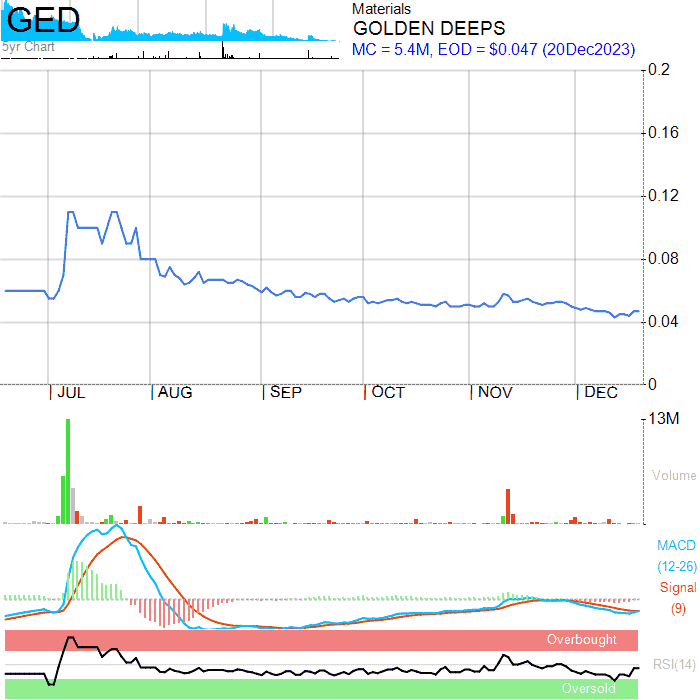 GED
5yr Chart
Materials
GOLDEN DEEPS
MC = 5.4M, EOD = $0.047 (20Dec2023)
0.2
0.16
0.12
0.08
0.04
0
JUL AUG SEP OCT NOV DEC
13M
Volume
MACD
(12-26)
Signal
(9)
Overbought
RSI(14)
Oversold